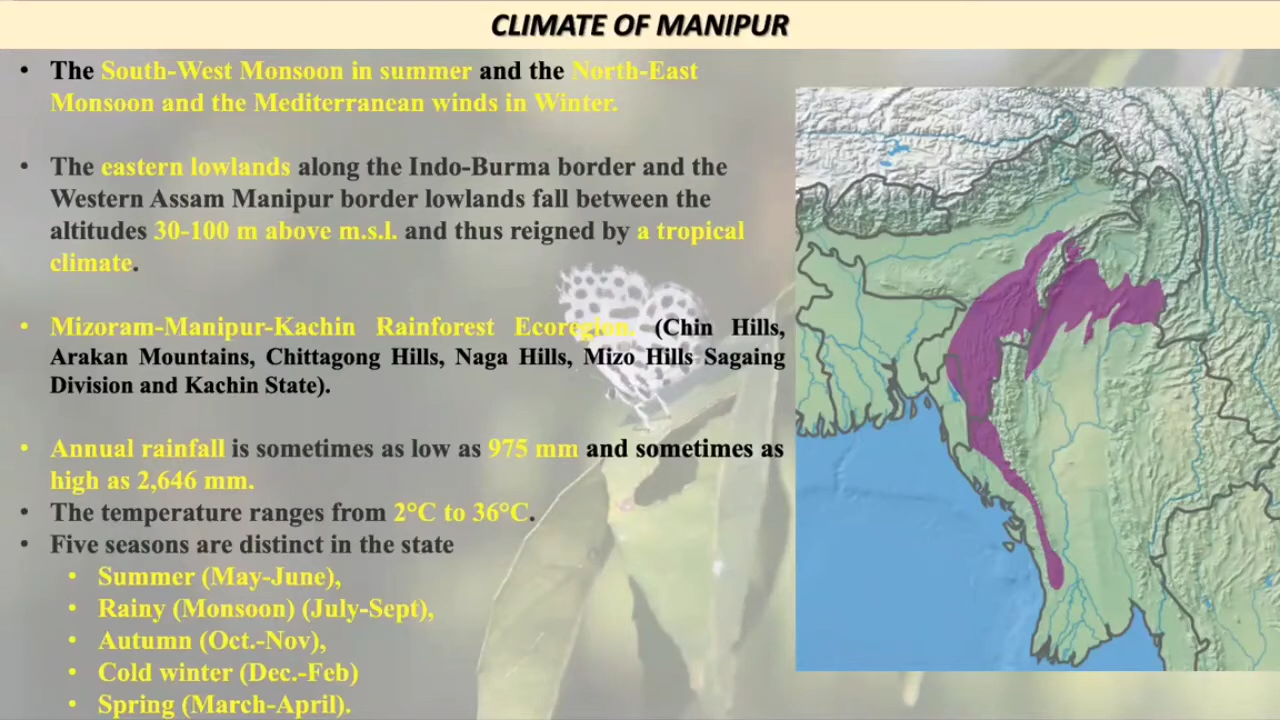 CLIMATE OF MANIPUR
• The South-West Monsoon in summer and the North-East
Monsoon and the Mediterranean winds in Winter.
• The eastern lowlands along the Indo-Burma border and the
Western Assam Manipur border lowlands fall between the
altitudes 30-100 m above m.s.l. and thus reigned by a tropical
climate.
• Mizoram-Manipur-Kachin Rainforest Ecoregion. (Chin Hills,
Arakan Mountains, Chittagong Hills, Naga Hills, Mizo Hills Sagaing
Division and Kachin State).
• Annual rainfall is sometimes as low as 975 mm and sometimes as
high as 2,646 mm.
• The temperature ranges from 2°C to 36°C.
• Five seasons are distinct in the state
• Summer (May-June),
• Rainy (Monsoon) (July-Sept),
• Autumn (Oct.-Nov),
• Cold winter (Dec.-Feb)
• Spring (March-April).